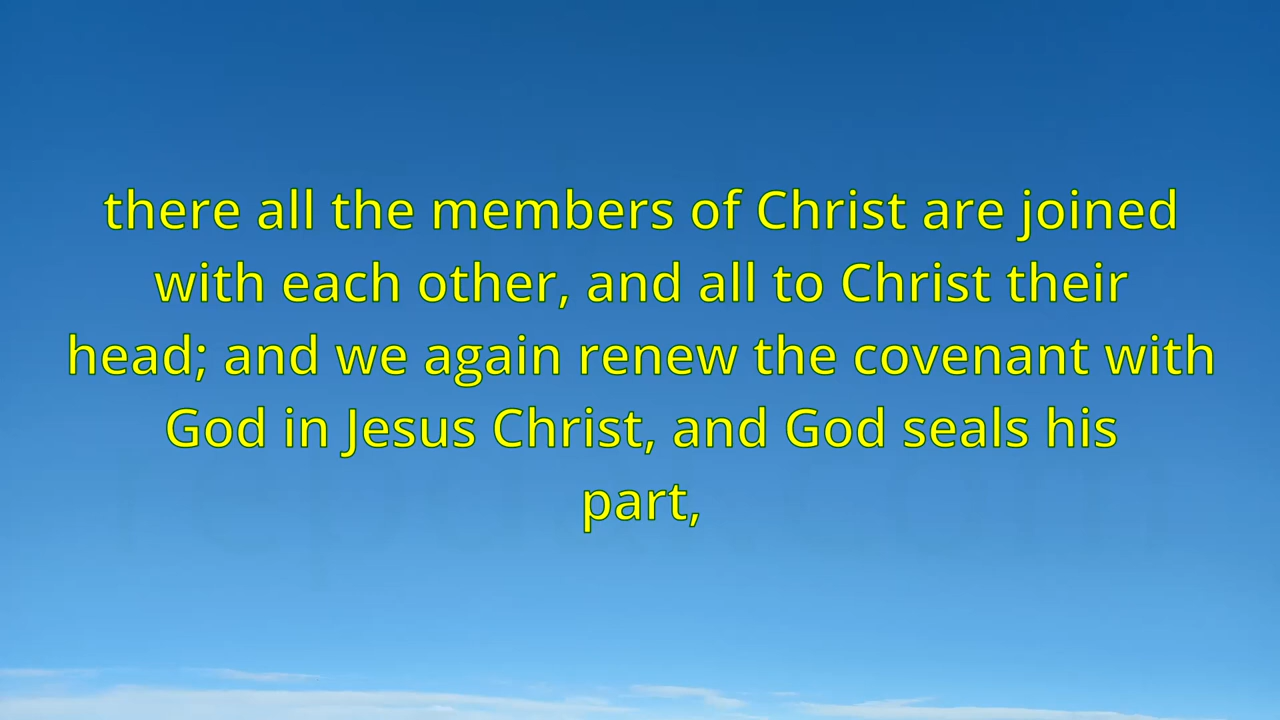 there all the members of Christ are joined
with each other, and all to Christ their
head; and we again renew the covenant with
God in Jesus Christ, and God seals his
part,